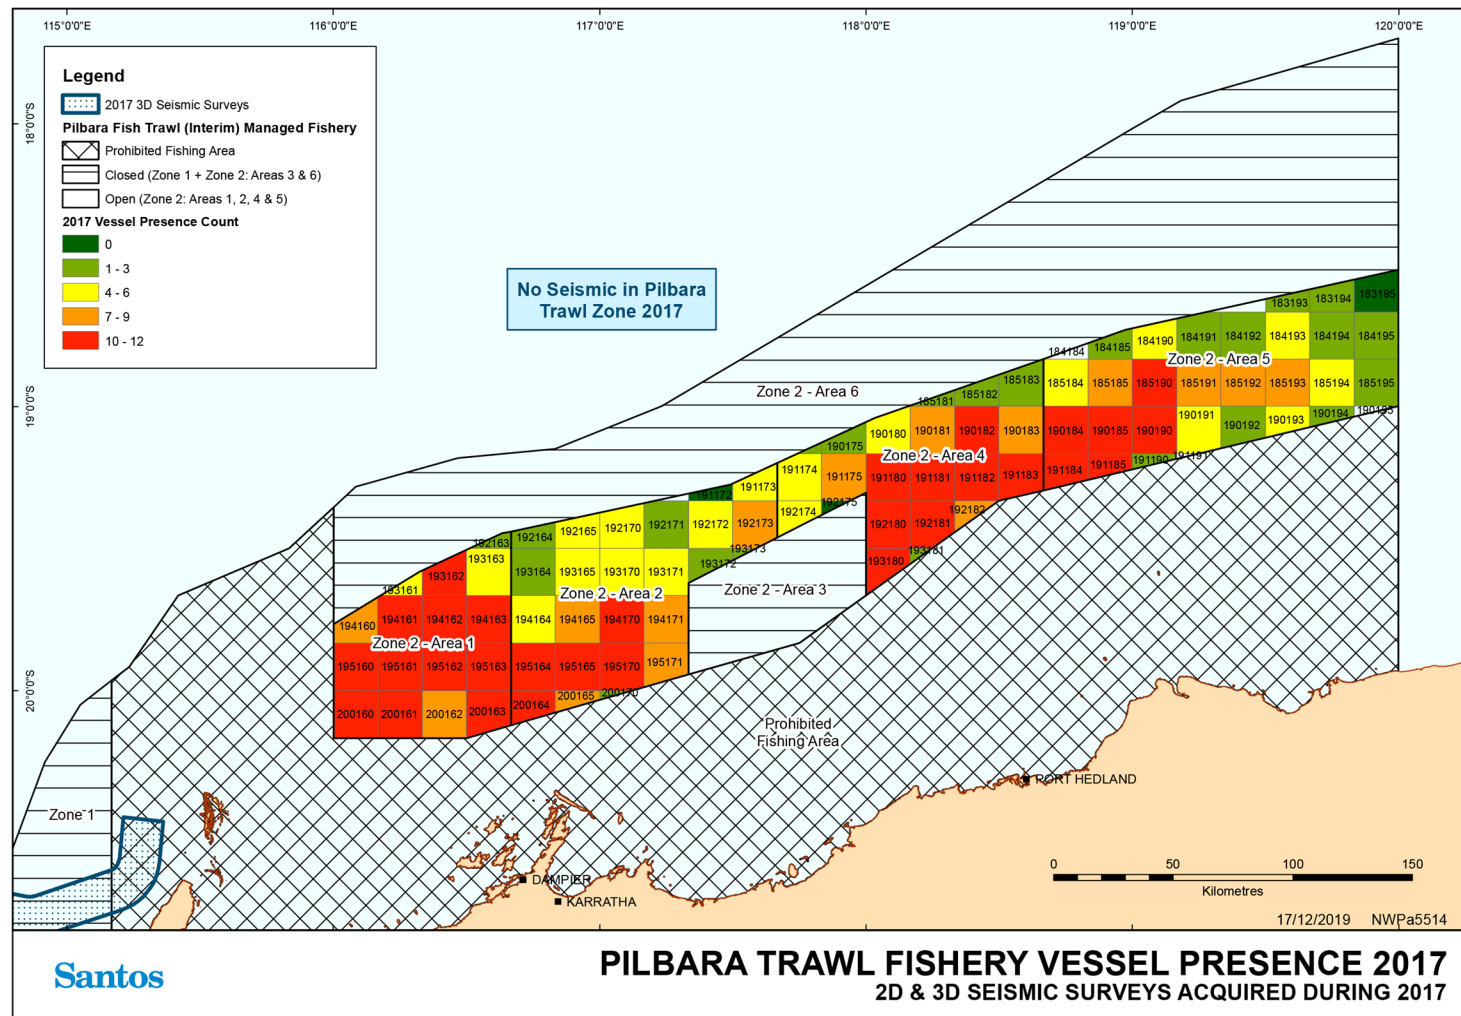 115°0'0"E 116°0'0"E 117°0'0"E 118°0'0"E 119°0'0"E 120°0'0"E
18°0'0"S
19°0'0"S
20°0'0"S
Legend
2017 3D Seismic Surveys
Pilbara Fish Trawl (Interim) Managed Fishery
Prohibited Fishing Area
Closed (Zone 1 + Zone 2: Areas 3 & 6)
Open (Zone 2: Areas 1, 2, 4 & 5)
2017 Vessel Presence Count
0
1 - 3
4 - 6
7 - 9
10 - 12
No Seismic in Pilbara
Trawl Zone 2017
183193 183194 183195
184184 184185 184190 184191 184192 184193 184194 184195
Zone 2 - Area 5
185181 185182 185183 185184 185185 185190 185191 185192 185193 185194 185195
Zone 2 - Area 6
190175 190180 190181 190182 190183 190184 190185 190190 190191 190192 190193 190194 190195
Zone 2 - Area 4
191172 191173 191174 191175 191180 191181 191182 191183 191184 191185 191190 191191
192163 192164 192165 192170 192171 192172 192173 192174 192175 192180 192181 192182
193161 193162 193163 193164 193165 193170 193171 193172 193173 193180 193181
Zone 2 - Area 2
Zone 2 - Area 3
194160 194161 194162 194163 194164 194165 194170 194171
Zone 2 - Area 1
195160 195161 195162 195163 195164 195165 195170 195171
200160 200161 200162 200163 200164 200165 200170
Prohibited
Fishing Area
PORT HEDLAND
Zone 1
DAMPIER
KARRATHA
0 50 100 150
Kilometres
17/12/2019 NWPa5514
Santos
PILBARA TRAWL FISHERY VESSEL PRESENCE 2017
2D & 3D SEISMIC SURVEYS ACQUIRED DURING 2017